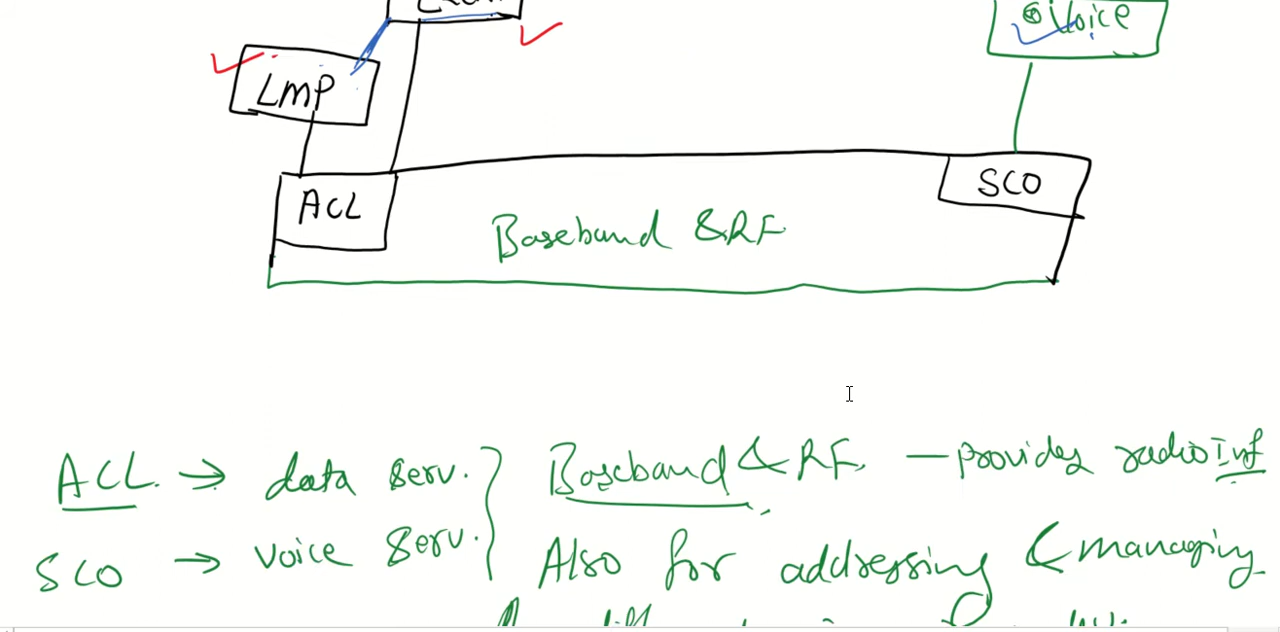 Voice
LMP
ACL
SCO
Baseband & RF
ACL. → data serv. } Baseband & RF. — provides radio Inf
SCO → voice serv. Also for addressing & managing